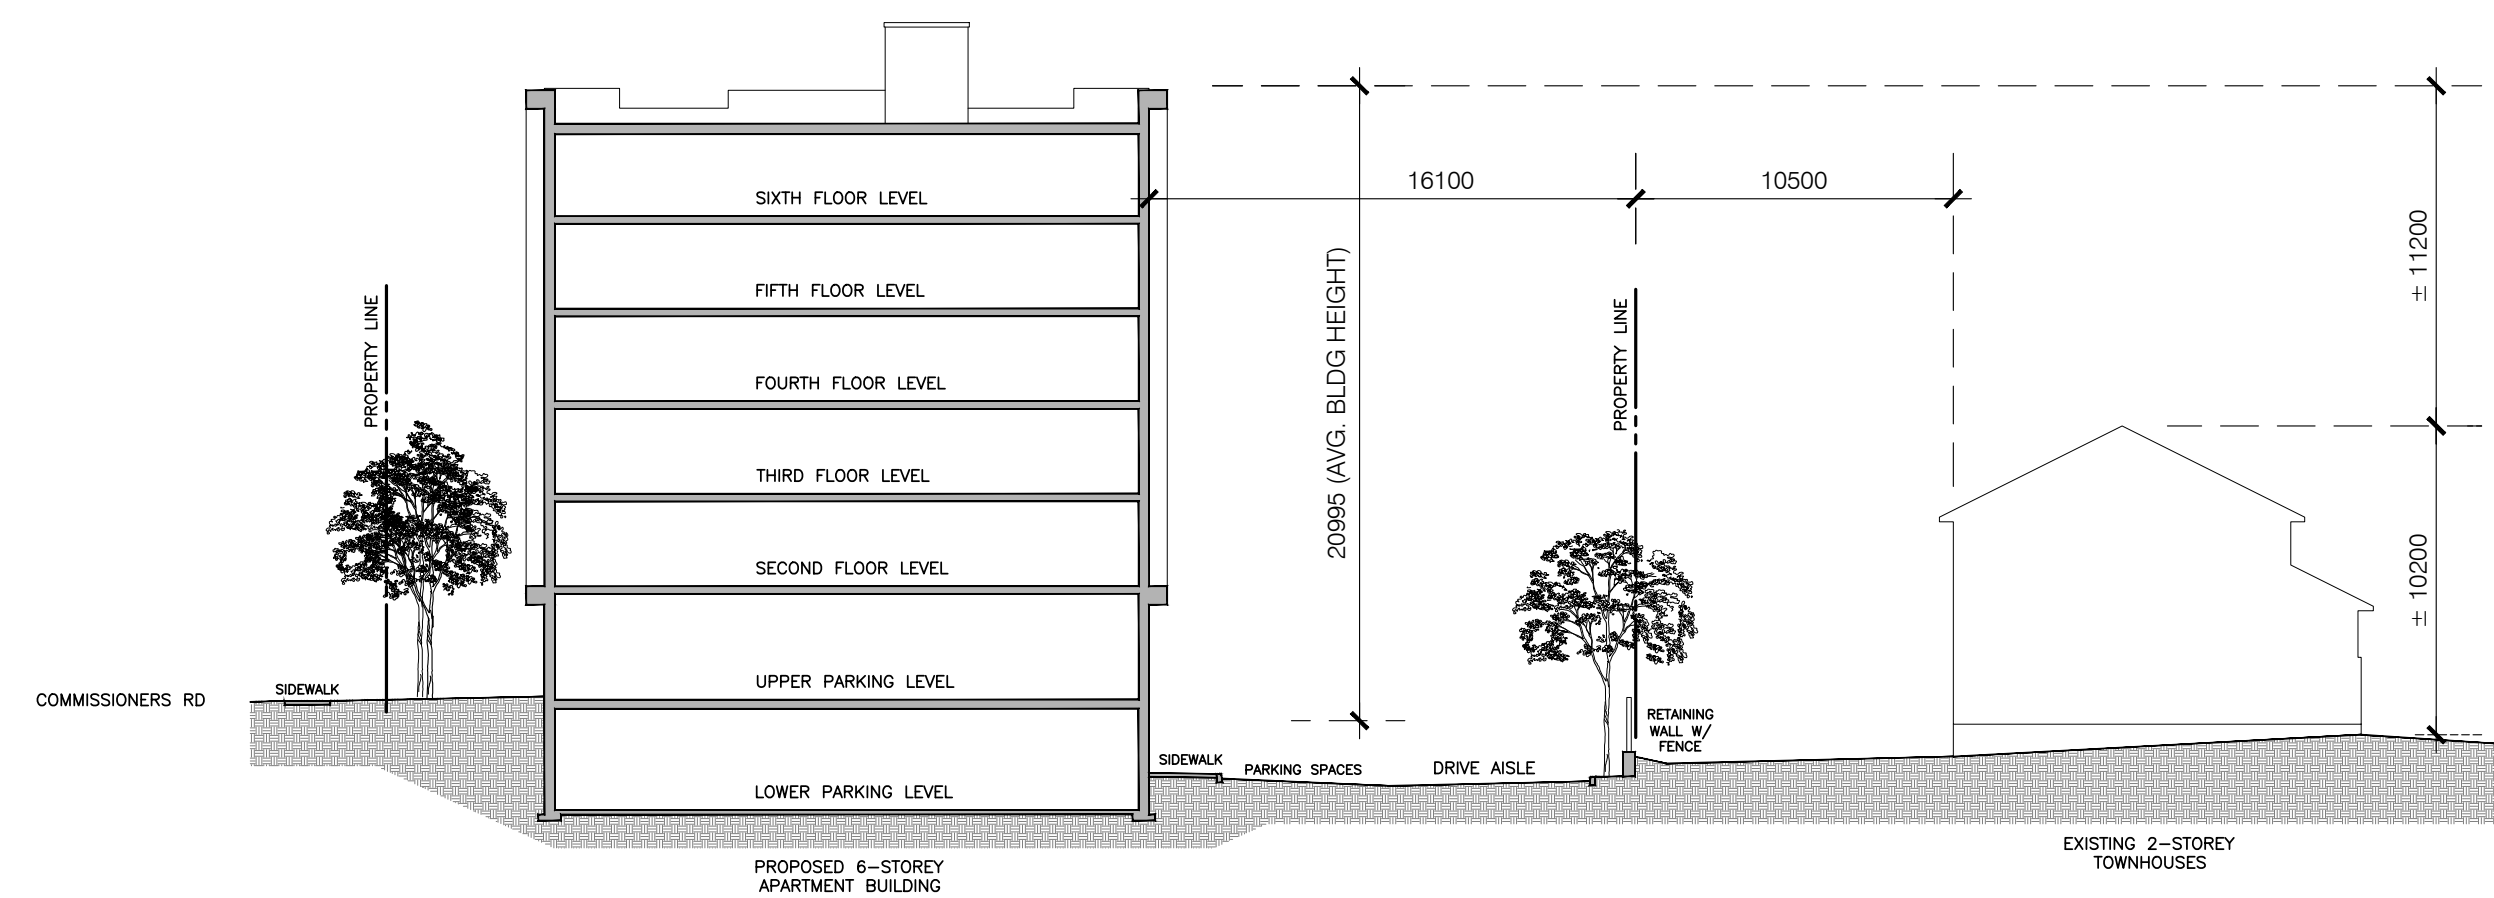 16100
10500
± 11200
SIXTH FLOOR LEVEL
FIFTH FLOOR LEVEL
PROPERTY LINE
PROPERTY LINE
20995 (AVG. BLDG HEIGHT)
FOURTH FLOOR LEVEL
THIRD FLOOR LEVEL
SECOND FLOOR LEVEL
± 10200
UPPER PARKING LEVEL
SIDEWALK
COMMISSIONERS RD
RETAINING
WALL W/
FENCE
SIDEWALK
PARKING SPACES
DRIVE AISLE
LOWER PARKING LEVEL
EXISTING 2-STOREY
TOWNHOUSES
PROPOSED 6-STOREY
APARTMENT BUILDING